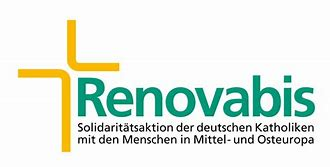 Renovabis
Solidaritätsaktion der deutschen Katholiken
mit den Menschen in Mittel- und Osteuropa